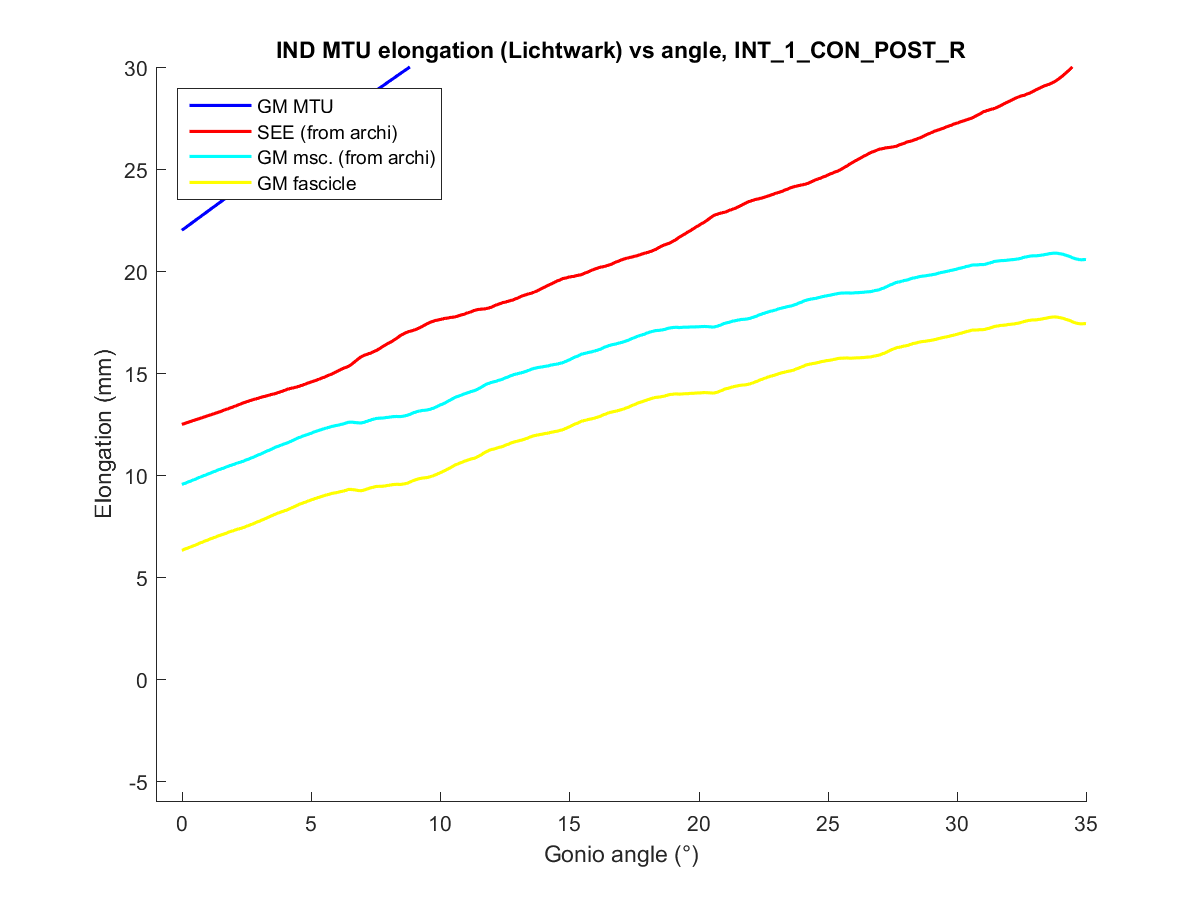 IND MTU elongation (Lichtwark) vs angle, INT_1_CON_POST_R
30
25
20
15
10
5
0
-5
Elongation (mm)
GM MTU
SEE (from archi)
GM msc. (from archi)
GM fascicle
0 5 10 15 20 25 30 35
Gonio angle (°)